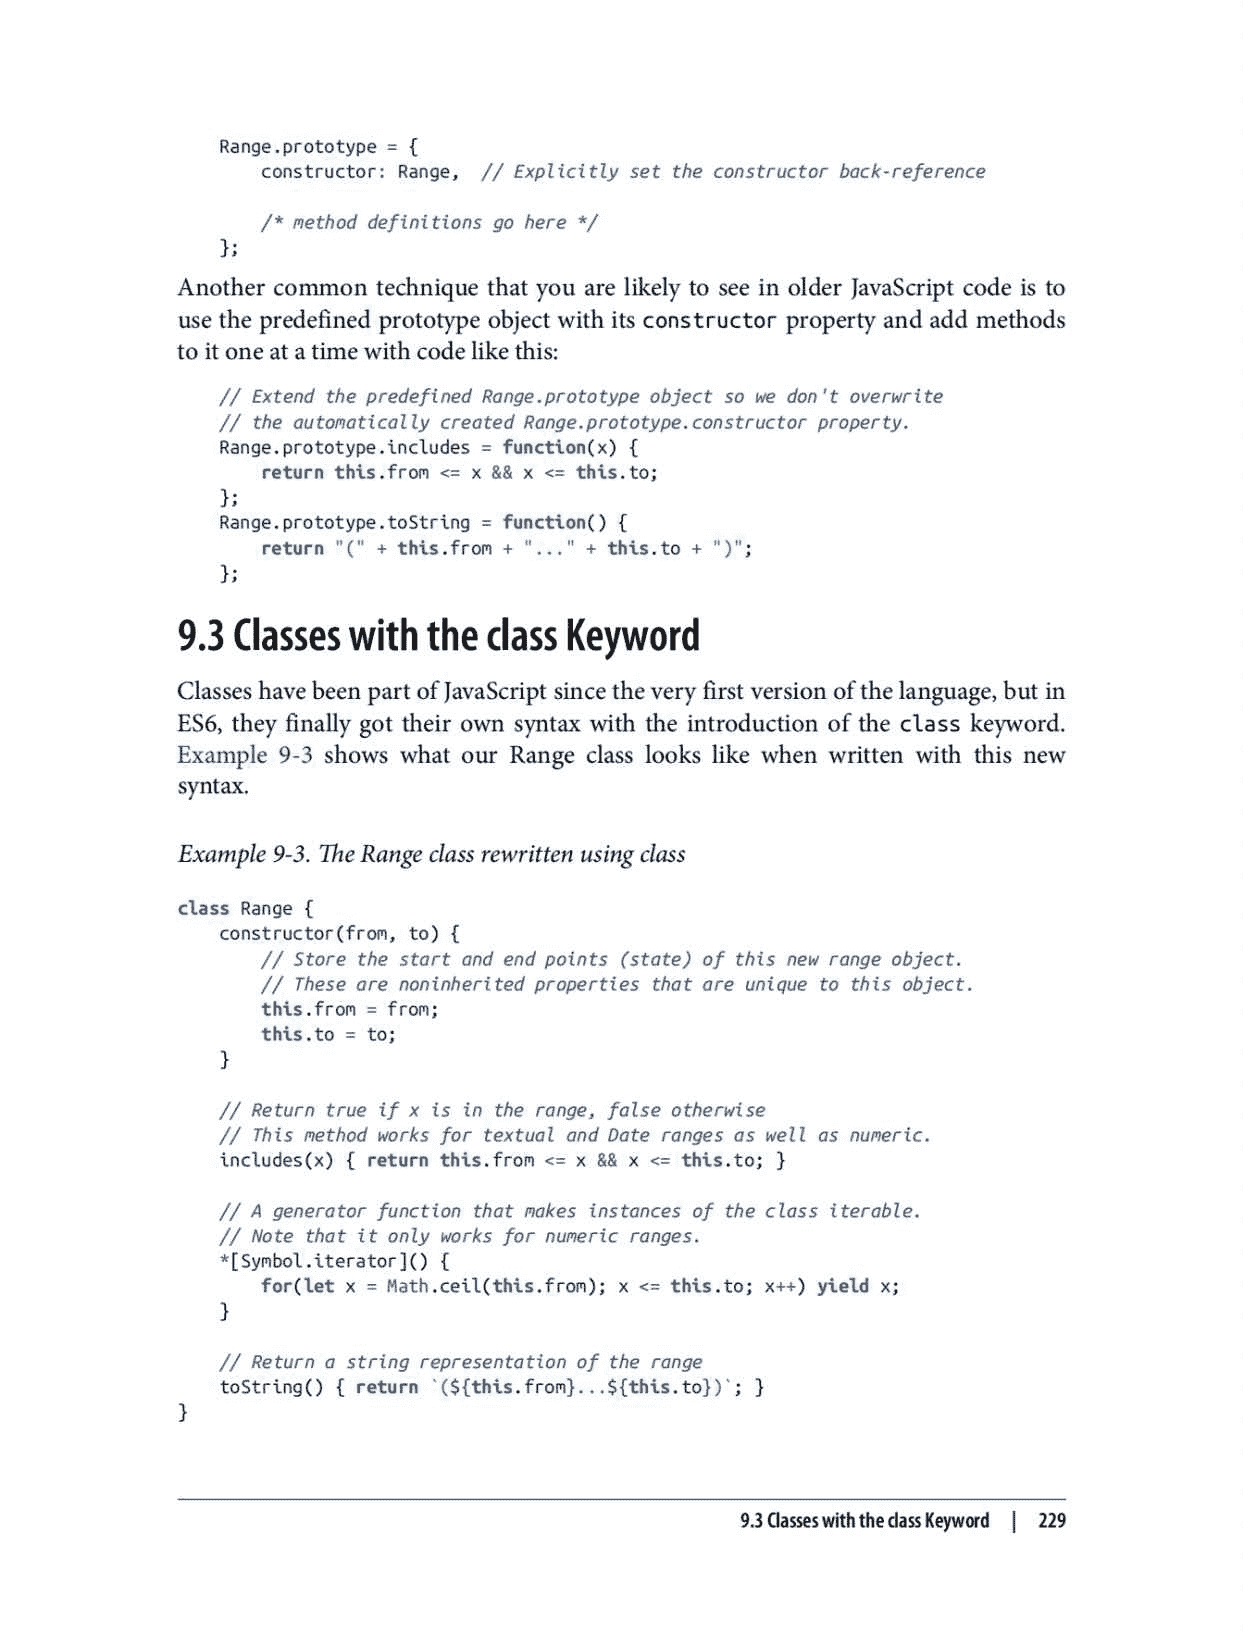 Range.prototype = {
    constructor: Range,  // Explicitly set the constructor back-reference
    /* method definitions go here */
};
Another common technique that you are likely to see in older JavaScript code is to
use the predefined prototype object with its constructor property and add methods
to it one at a time with code like this:
// Extend the predefined Range.prototype object so we don't overwrite
// the automatically created Range.prototype.constructor property.
Range.prototype.includes = function(x) {
    return this.from <= x && x <= this.to;
};
Range.prototype.toString = function() {
    return "(" + this.from + "..." + this.to + ")";
};
9.3 Classes with the class Keyword
Classes have been part of JavaScript since the very first version of the language, but in
ES6, they finally got their own syntax with the introduction of the class keyword.
Example 9-3 shows what our Range class looks like when written with this new
syntax.
Example 9-3. The Range class rewritten using class
class Range {
    constructor(from, to) {
        // Store the start and end points (state) of this new range object.
        // These are noninherited properties that are unique to this object.
        this.from = from;
        this.to = to;
    }
    // Return true if x is in the range, false otherwise
    // This method works for textual and Date ranges as well as numeric.
    includes(x) { return this.from <= x && x <= this.to; }
    // A generator function that makes instances of the class iterable.
    // Note that it only works for numeric ranges.
    *[Symbol.iterator]() {
        for(let x = Math.ceil(this.from); x <= this.to; x++) yield x;
    }
    // Return a string representation of the range
    toString() { return `(${this.from}...${this.to})`; }
}
9.3 Classes with the class Keyword | 229